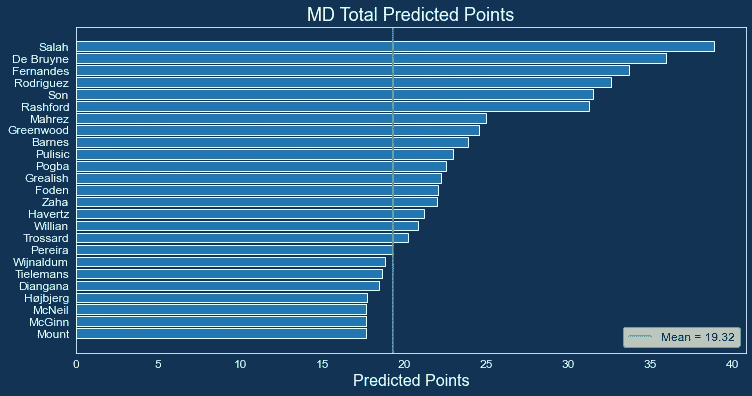 MD Total Predicted Points
Salah
De Bruyne
Fernandes
Rodriguez
Son
Rashford
Mahrez
Greenwood
Barnes
Pulisic
Pogba
Grealish
Foden
Zaha
Havertz
Willian
Trossard
Pereira
Wijnaldum
Tielemans
Diangana
Højbjerg
McNeil
McGinn
Mount
Mean = 19.32
0 5 10 15 20 25 30 35 40
Predicted Points